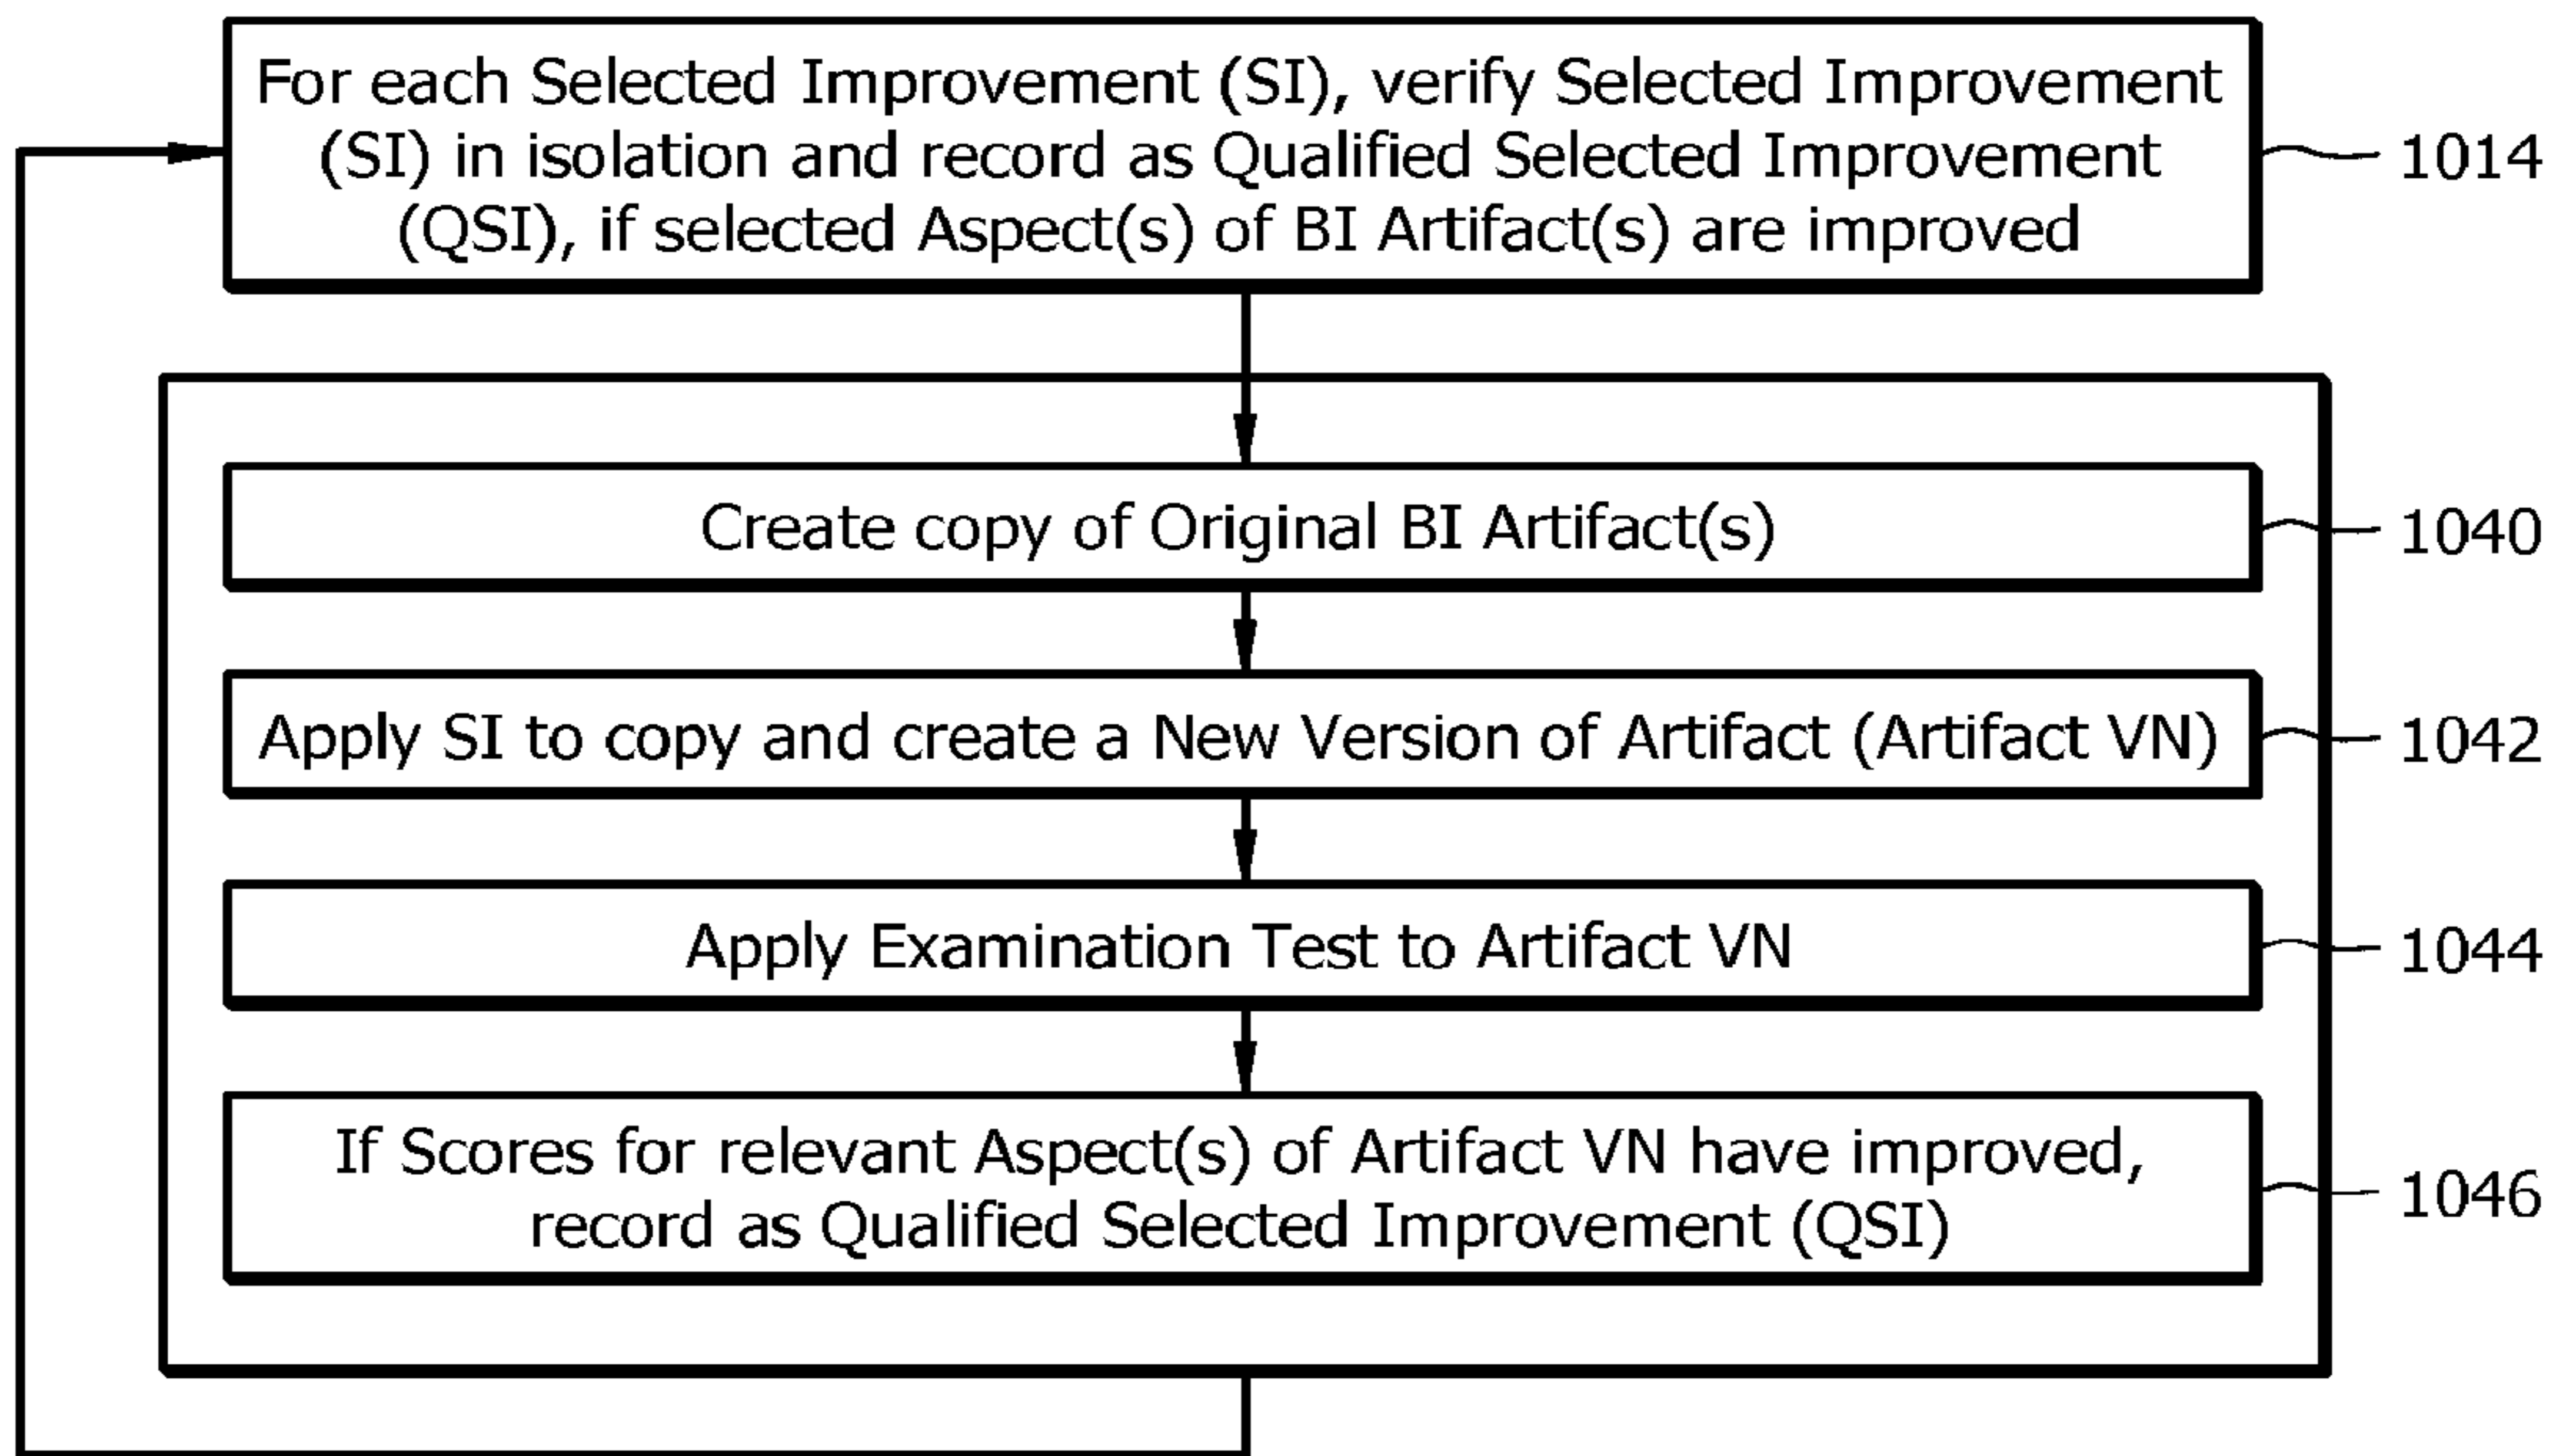 For each Selected Improvement (SI), verify Selected Improvement
(SI) in isolation and record as Qualified Selected Improvement
(QSI), if selected Aspect(s) of BI Artifact(s) are improved
1014
Create copy of Original BI Artifact(s)
1040
Apply SI to copy and create a New Version of Artifact (Artifact VN)
1042
Apply Examination Test to Artifact VN
1044
If Scores for relevant Aspect(s) of Artifact VN have improved,
record as Qualified Selected Improvement (QSI)
1046